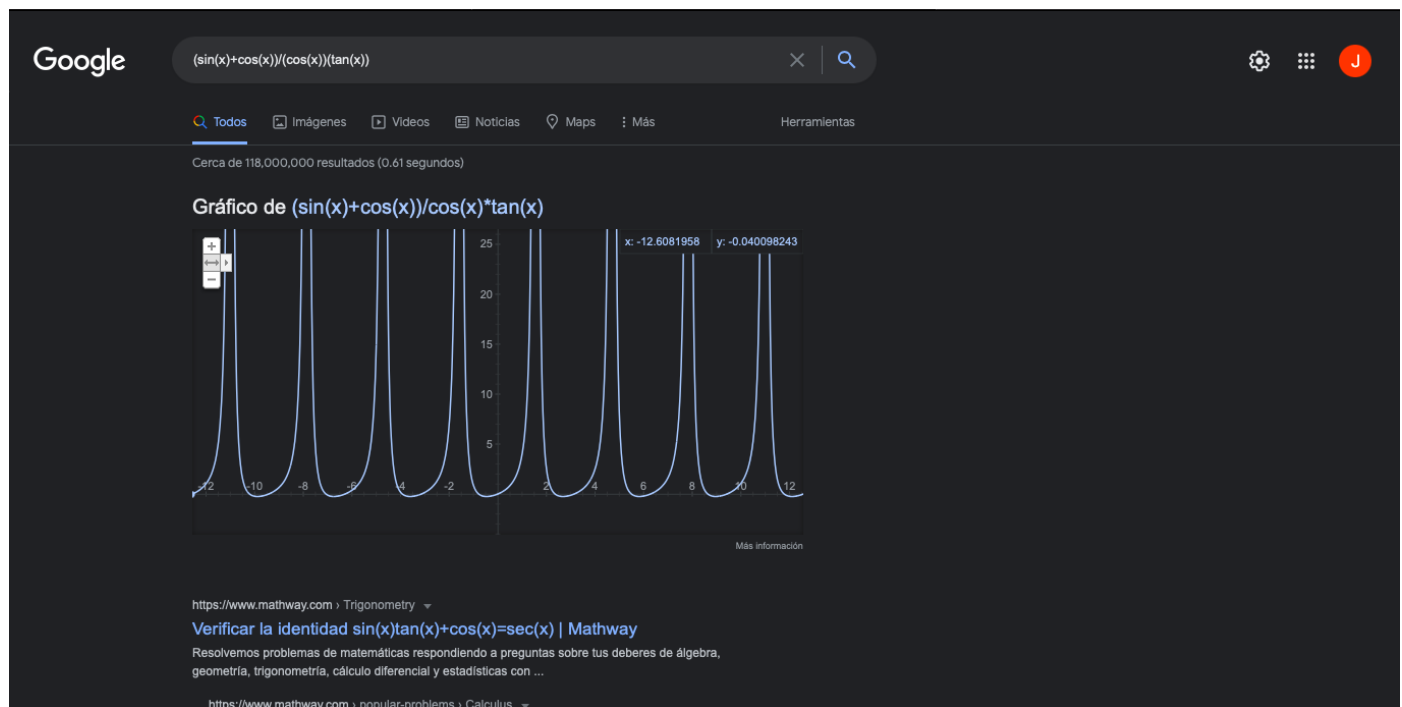 Google
(sin(x)+cos(x))/(cos(x))(tan(x))
J
Todos Imágenes Videos Noticias Maps Más Herramientas
Cerca de 118,000,000 resultados (0.61 segundos)
Gráfico de (sin(x)+cos(x))/cos(x)*tan(x)
x: -12.6081958 y: -0.040098243
25
20
15
10
5
-12 -10 -8 -6 -4 -2 2 4 6 8 10 12
Más información
https://www.mathway.com › Trigonometry
Verificar la identidad sin(x)tan(x)+cos(x)=sec(x) | Mathway
Resolvemos problemas de matemáticas respondiendo a preguntas sobre tus deberes de álgebra,
geometría, trigonometría, cálculo diferencial y estadísticas con ...
https://www.mathway.com › popular-problems › Calculus